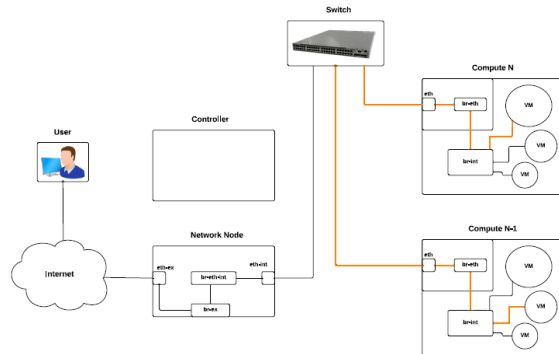 Switch
Compute N
eth
br-eth
VM
Controller
User
br-int
VM
VM
Network Node
Compute N-1
eth-ex
eth-int
eth
br-eth
VM
Internet
br-eth-int
VM
br-ex
br-int
VM